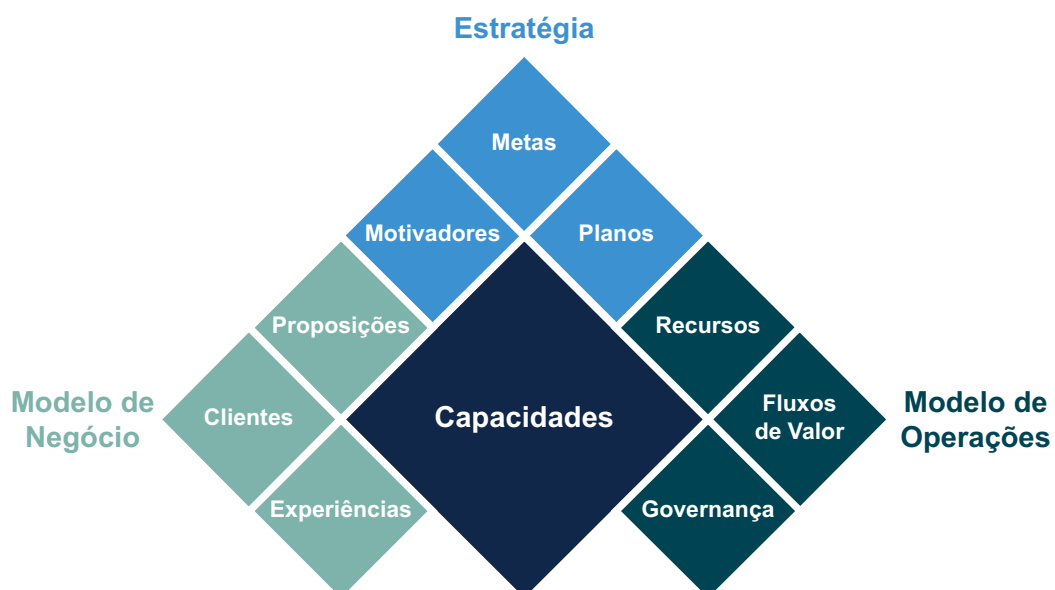 Estratégia
Metas
Motivadores
Planos
Proposições
Recursos
Modelo de
Negócio
Clientes
Capacidades
Fluxos
de Valor
Modelo de
Operações
Experiências
Governança